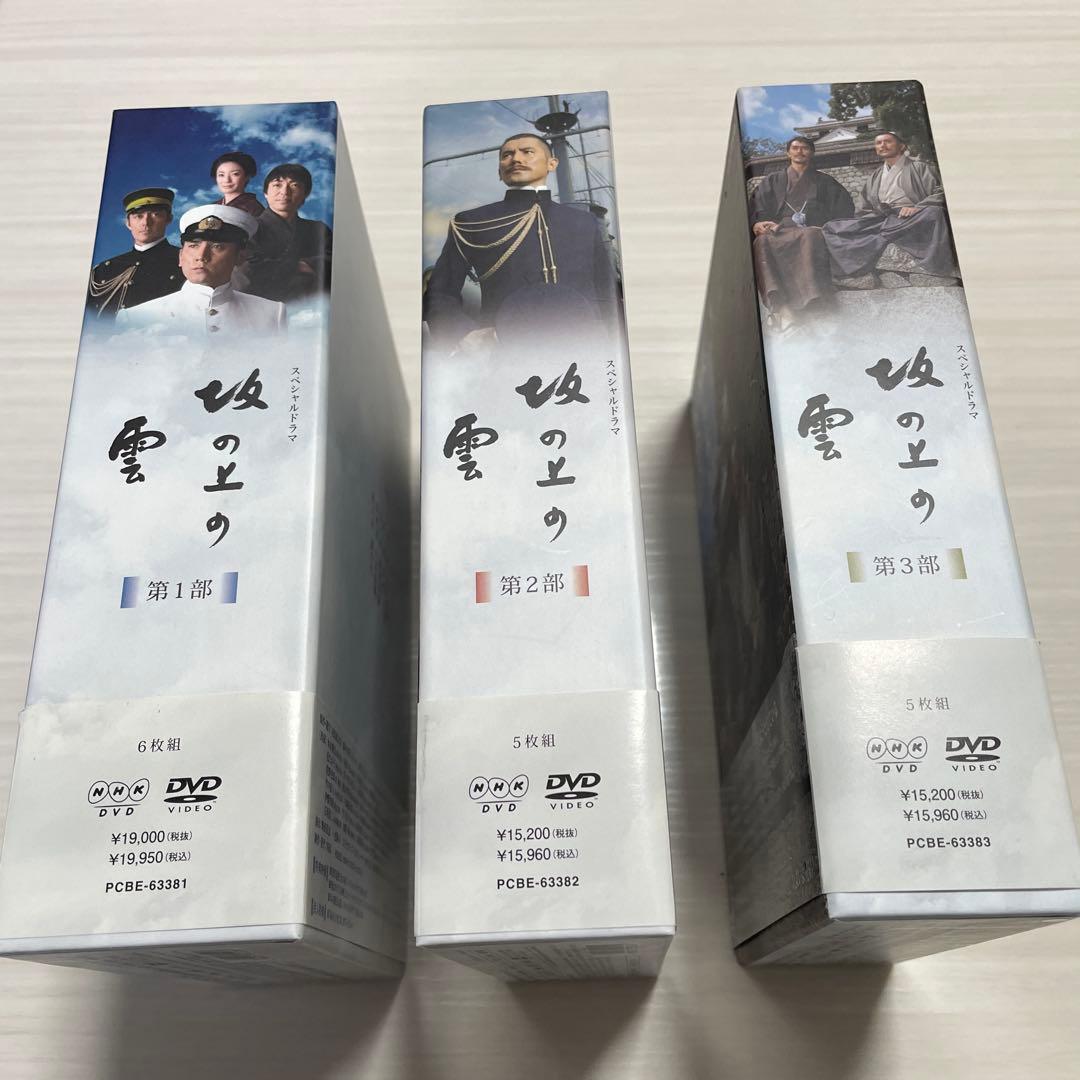 スペシャルドラマ
坂の上の
雲
第1部
6枚組
NHK
DVD
DVD
VIDEO
¥19,000(税抜)
¥19,950(税込)
PCBE-63381
スペシャルドラマ
坂の上の
雲
第2部
5枚組
NHK
DVD
DVD
VIDEO
¥15,200(税抜)
¥15,960(税込)
PCBE-63382
スペシャルドラマ
坂の上の
雲
第3部
5枚組
NHK
DVD
DVD
VIDEO
¥15,200(税抜)
¥15,960(税込)
PCBE-63383